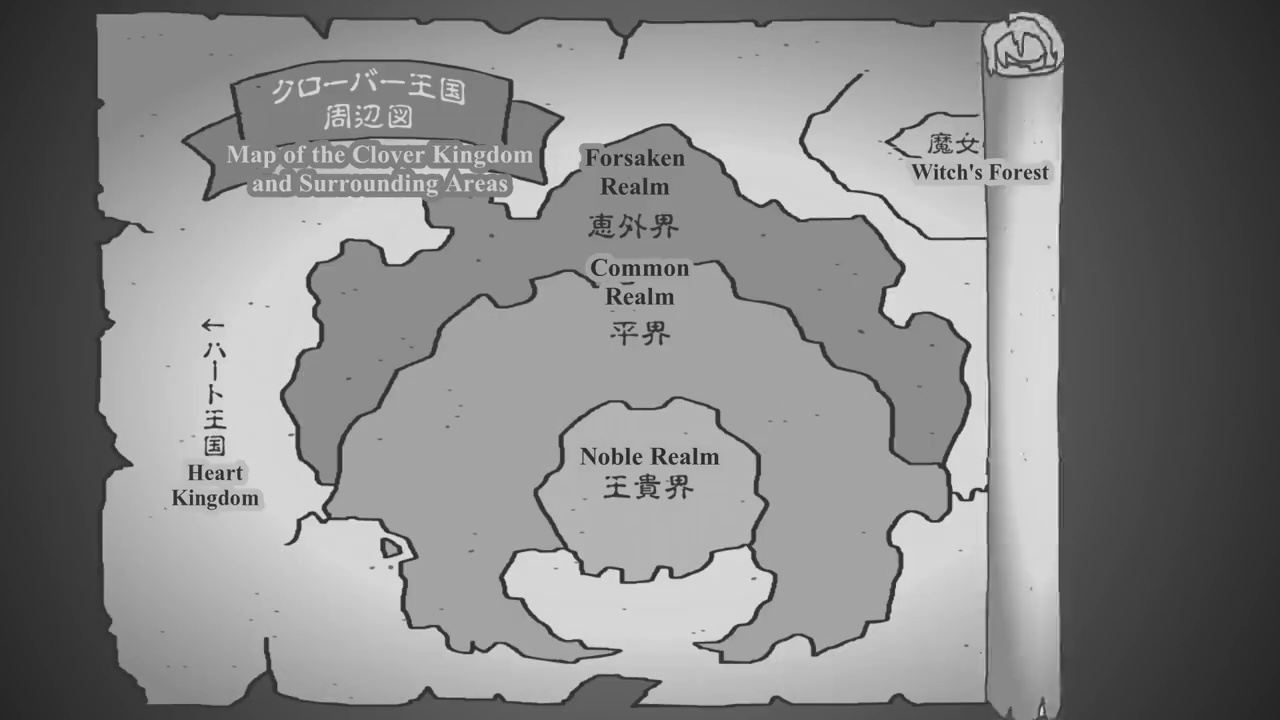 クローバー王国
周辺図
Map of the Clover Kingdom
and Surrounding Areas
Forsaken
Realm
恵外界
Common
Realm
平界
Noble Realm
王貴界
魔女
Witch's Forest
←ハート王国
Heart
Kingdom